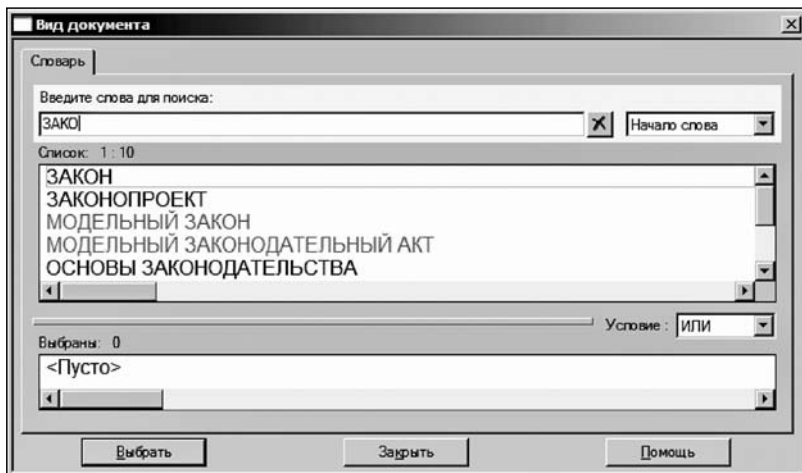 Вид документа
Словарь
Введите слова для поиска:
ЗАКО
Начало слова
Список: 1 : 10
ЗАКОН
ЗАКОНОПРОЕКТ
МОДЕЛЬНЫЙ ЗАКОН
МОДЕЛЬНЫЙ ЗАКОНОДАТЕЛЬНЫЙ АКТ
ОСНОВЫ ЗАКОНОДАТЕЛЬСТВА
Условие : ИЛИ
Выбраны: 0
<Пусто>
Выбрать Закрыть Помощь